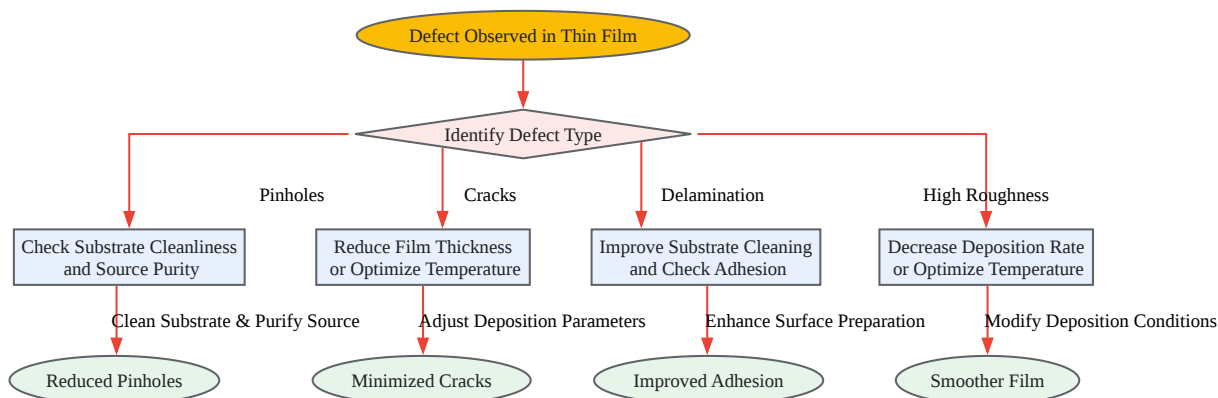 Defect Observed in Thin Film
Identify Defect Type
Pinholes
Cracks
Delamination
High Roughness
Check Substrate Cleanliness
and Source Purity
Reduce Film Thickness
or Optimize Temperature
Improve Substrate Cleaning
and Check Adhesion
Decrease Deposition Rate
or Optimize Temperature
Clean Substrate & Purify Source
Adjust Deposition Parameters
Enhance Surface Preparation
Modify Deposition Conditions
Reduced Pinholes
Minimized Cracks
Improved Adhesion
Smoother Film